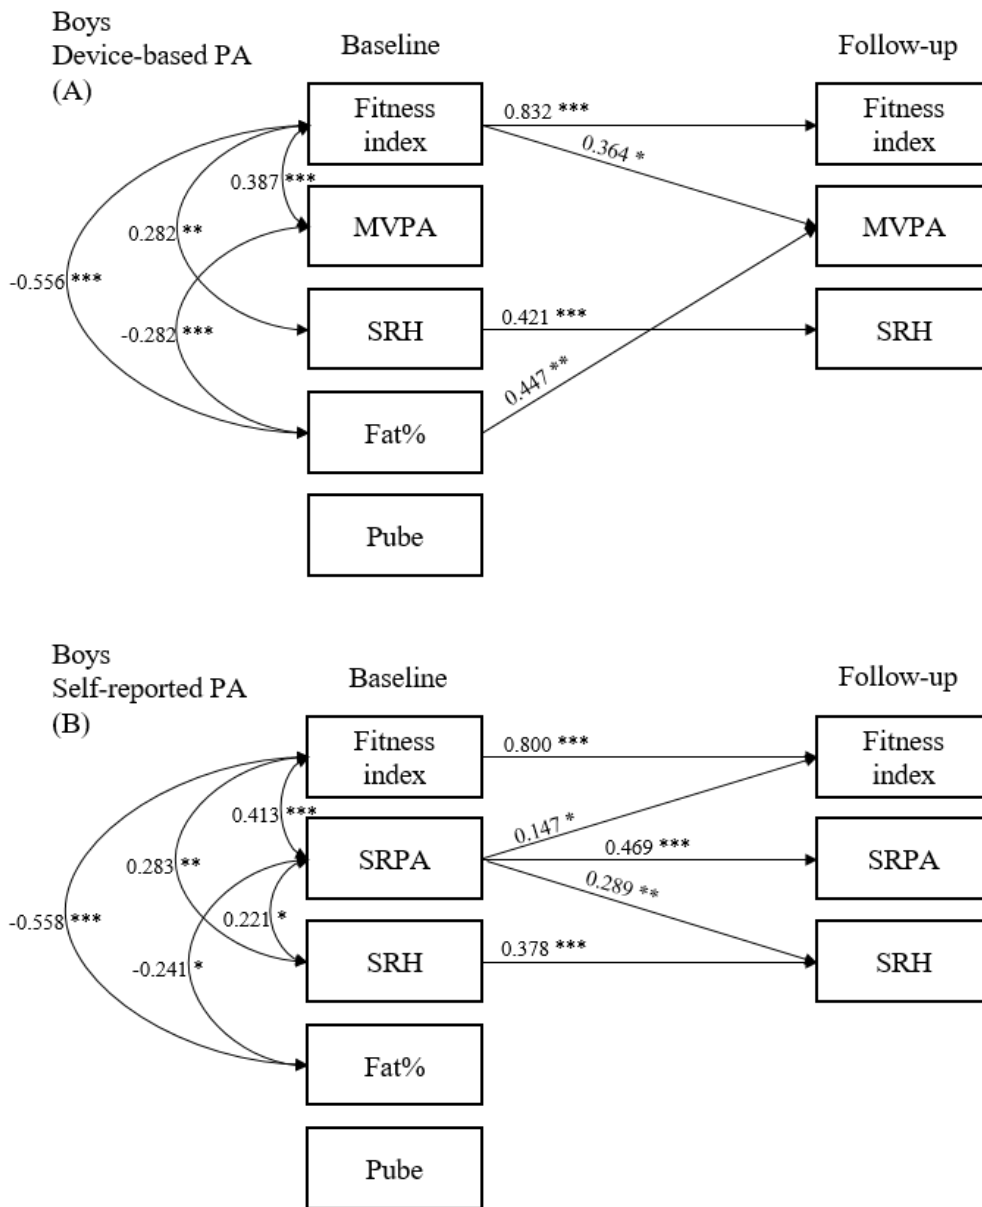 Boys
Device-based PA
(A)
Baseline
Follow-up
Fitness
index
0.832 ***
Fitness
index
0.364 *
0.387 ***
MVPA
MVPA
0.282 **
-0.556 ***
SRH
0.421 ***
SRH
-0.282 ***
0.447 **
Fat%
Pube
Boys
Self-reported PA
(B)
Baseline
Follow-up
Fitness
index
0.800 ***
Fitness
index
0.413 ***
0.147 *
SRPA
0.469 ***
SRPA
0.283 **
0.289 **
-0.558 ***
0.221 *
SRH
0.378 ***
SRH
-0.241 *
Fat%
Pube